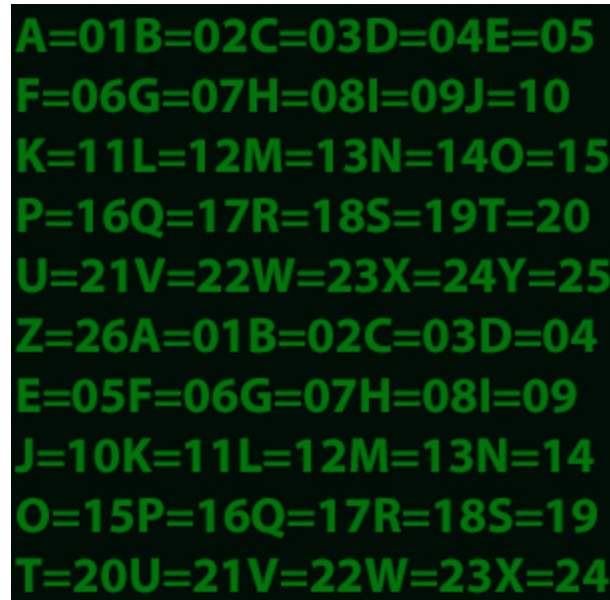 A=01B=02C=03D=04E=05
F=06G=07H=08I=09J=10
K=11L=12M=13N=14O=15
P=16Q=17R=18S=19T=20
U=21V=22W=23X=24Y=25
Z=26A=01B=02C=03D=04
E=05F=06G=07H=08I=09
J=10K=11L=12M=13N=14
O=15P=16Q=17R=18S=19
T=20U=21V=22W=23X=24